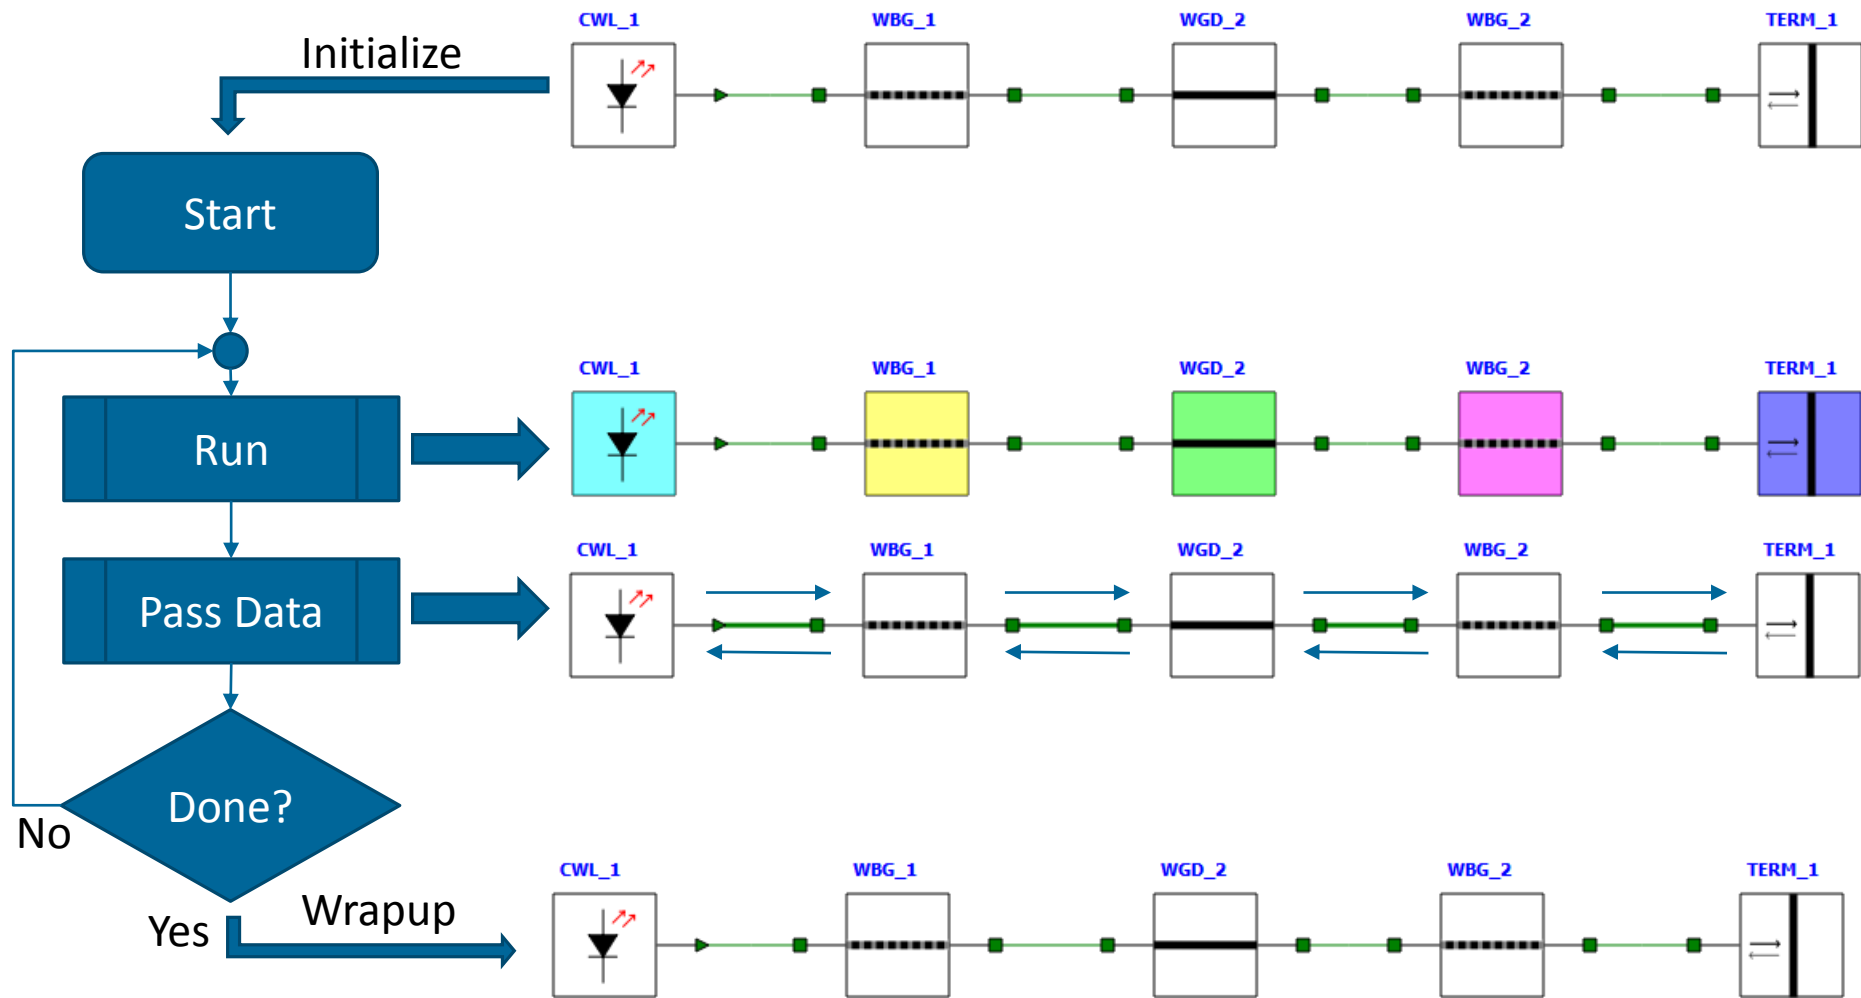 CWL_1 WBG_1 WGD_2 WBG_2 TERM_1
Initialize
Start
CWL_1 WBG_1 WGD_2 WBG_2 TERM_1
Run
CWL_1 WBG_1 WGD_2 WBG_2 TERM_1
Pass Data
Done?
No
CWL_1 WBG_1 WGD_2 WBG_2 TERM_1
Wrapup
Yes